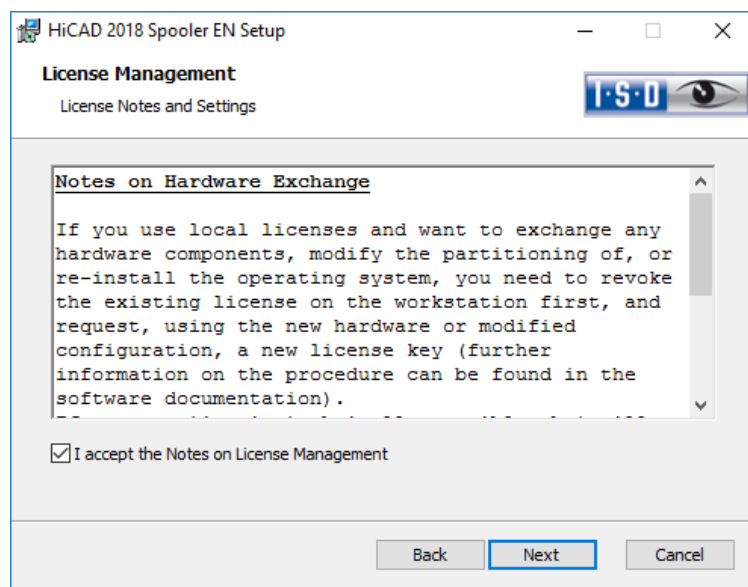 HiCAD 2018 Spooler EN Setup
License Management
License Notes and Settings
I·S·D
Notes on Hardware Exchange
If you use local licenses and want to exchange any
hardware components, modify the partitioning of, or
re-install the operating system, you need to revoke
the existing license on the workstation first, and
request, using the new hardware or modified
configuration, a new license key (further
information on the procedure can be found in the
software documentation).
I accept the Notes on License Management
Back
Next
Cancel